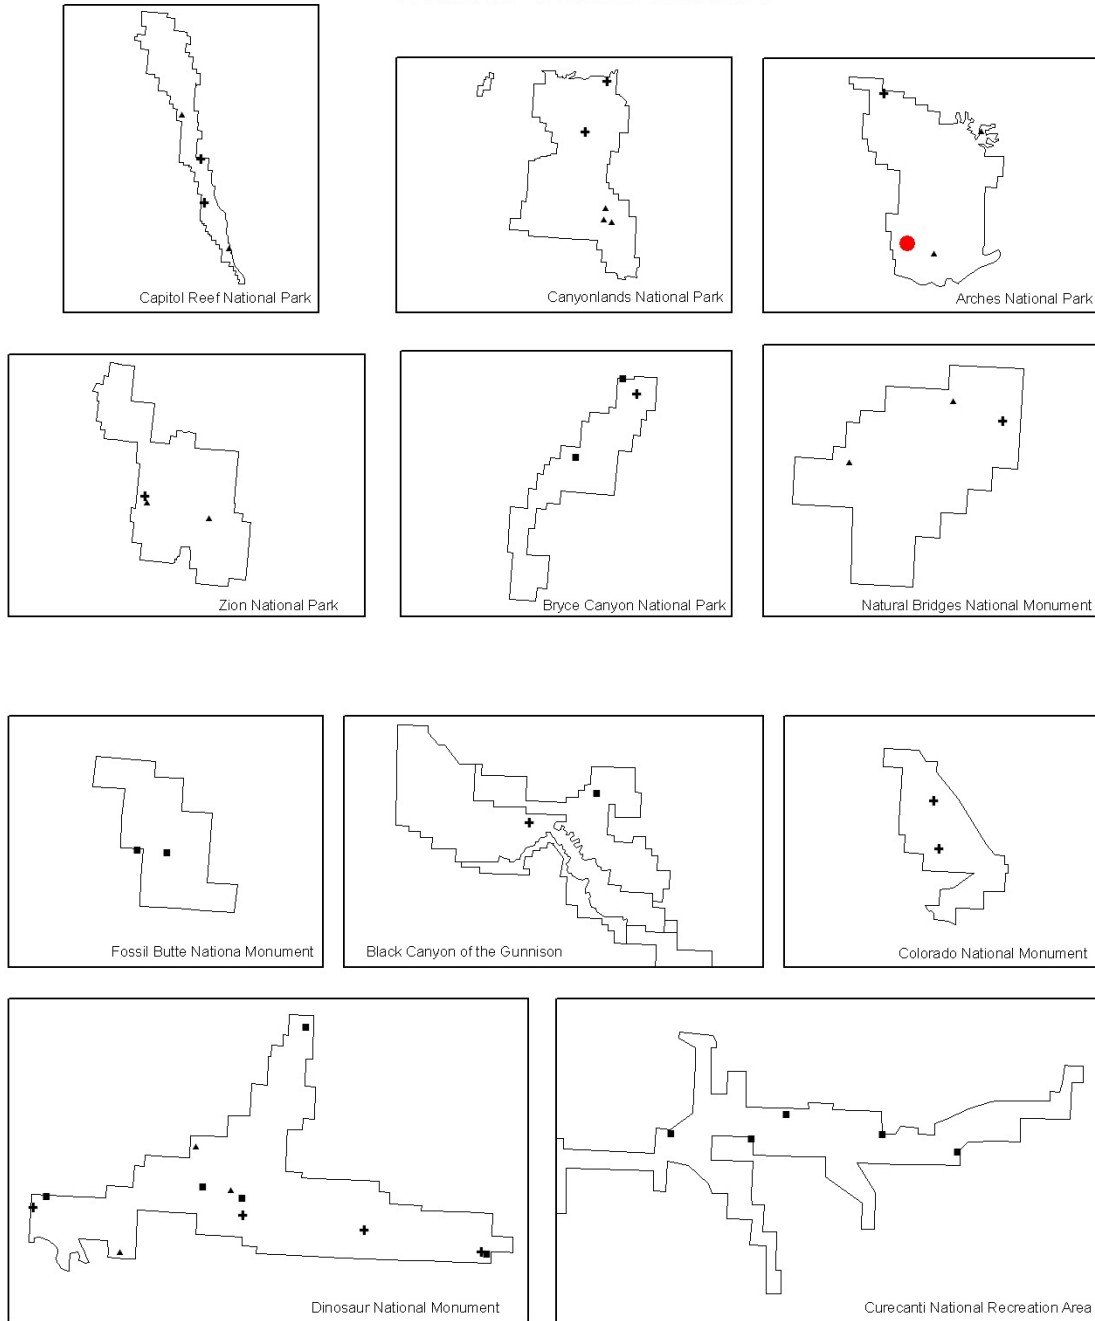 Capitol Reef National Park
Canyonlands National Park
Arches National Park
Zion National Park
Bryce Canyon National Park
Natural Bridges National Monument
Fossil Butte Nationa Monument
Black Canyon of the Gunnison
Colorado National Monument
Dinosaur National Monument
Curecanti National Recreation Area